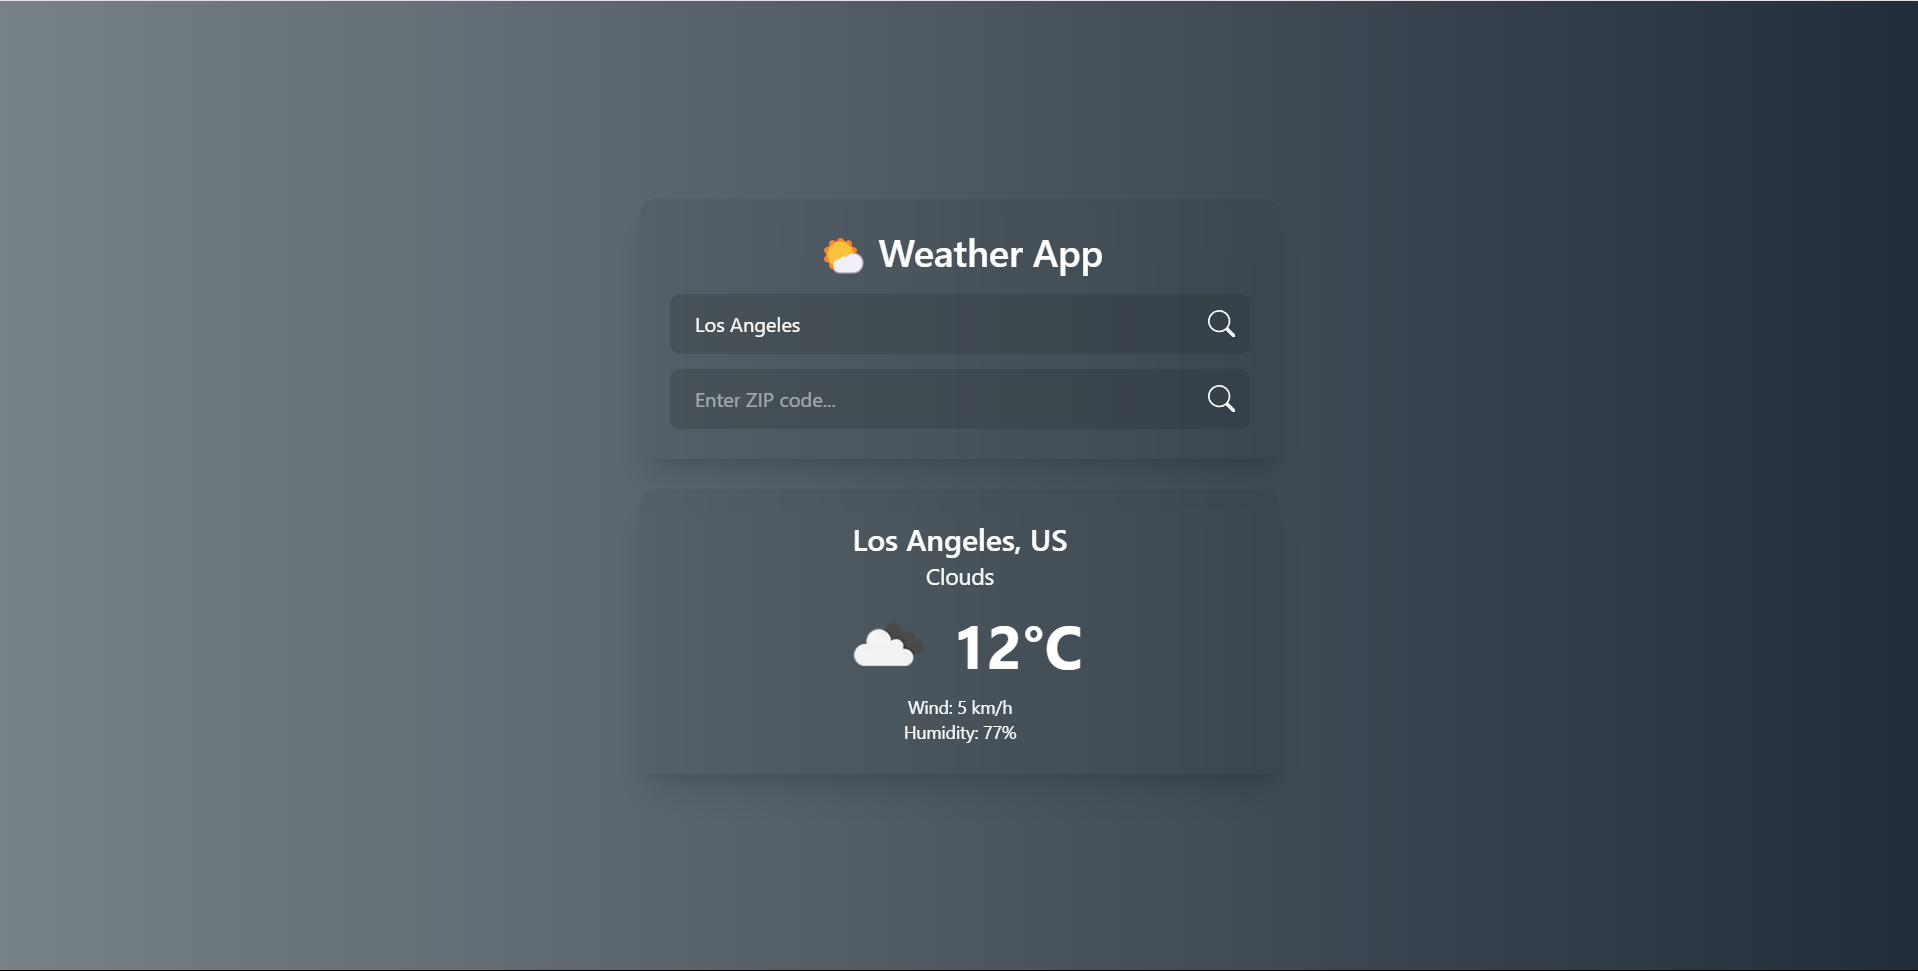 Weather App
Los Angeles
Enter ZIP code...
Los Angeles, US
Clouds
12°C
Wind: 5 km/h
Humidity: 77%